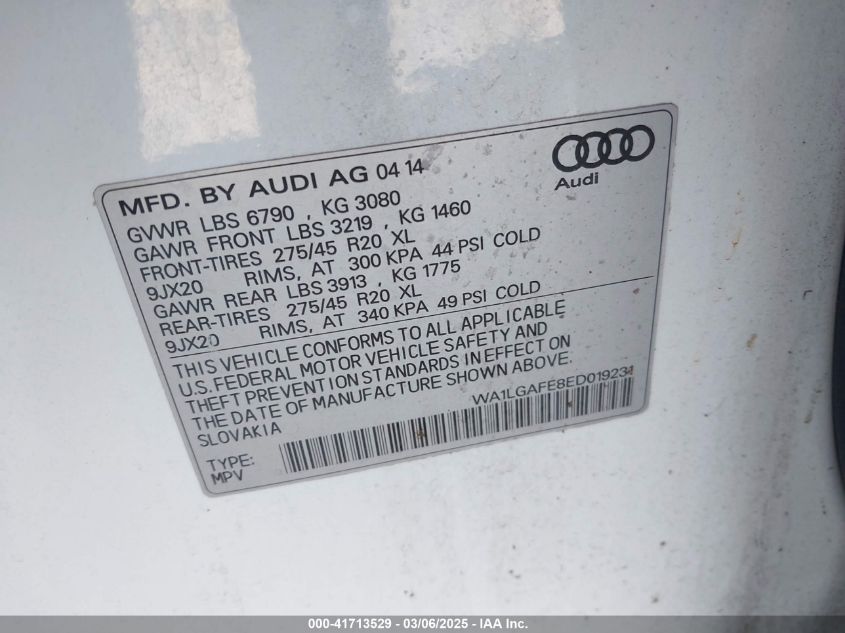 MFD. BY AUDI AG 04 14
Audi
GVWR LBS 6790 , KG 3080
GAWR FRONT LBS 3219 , KG 1460
FRONT-TIRES 275/45 R20 XL
9JX20 RIMS, AT 300 KPA 44 PSI COLD
GAWR REAR LBS 3913 , KG 1775
REAR-TIRES 275/45 R20 XL
9JX20 RIMS, AT 340 KPA 49 PSI COLD
THIS VEHICLE CONFORMS TO ALL APPLICABLE
U.S. FEDERAL MOTOR VEHICLE SAFETY AND
THEFT PREVENTION STANDARDS IN EFFECT ON
THE DATE OF MANUFACTURE SHOWN ABOVE.
SLOVAKIA
WA1LGAFE8ED019231
TYPE:
MPV
000-41713529 - 03/06/2025 - IAA Inc.